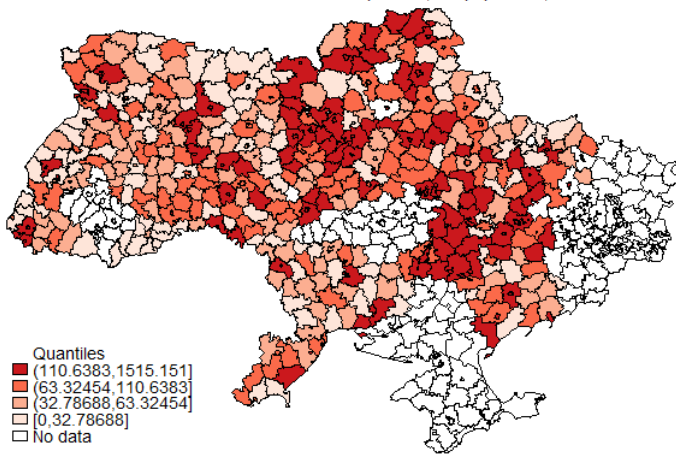 Quantiles
(110.6383,1515.151]
(63.32454,110.6383]
(32.78688,63.32454]
[0,32.78688]
No data